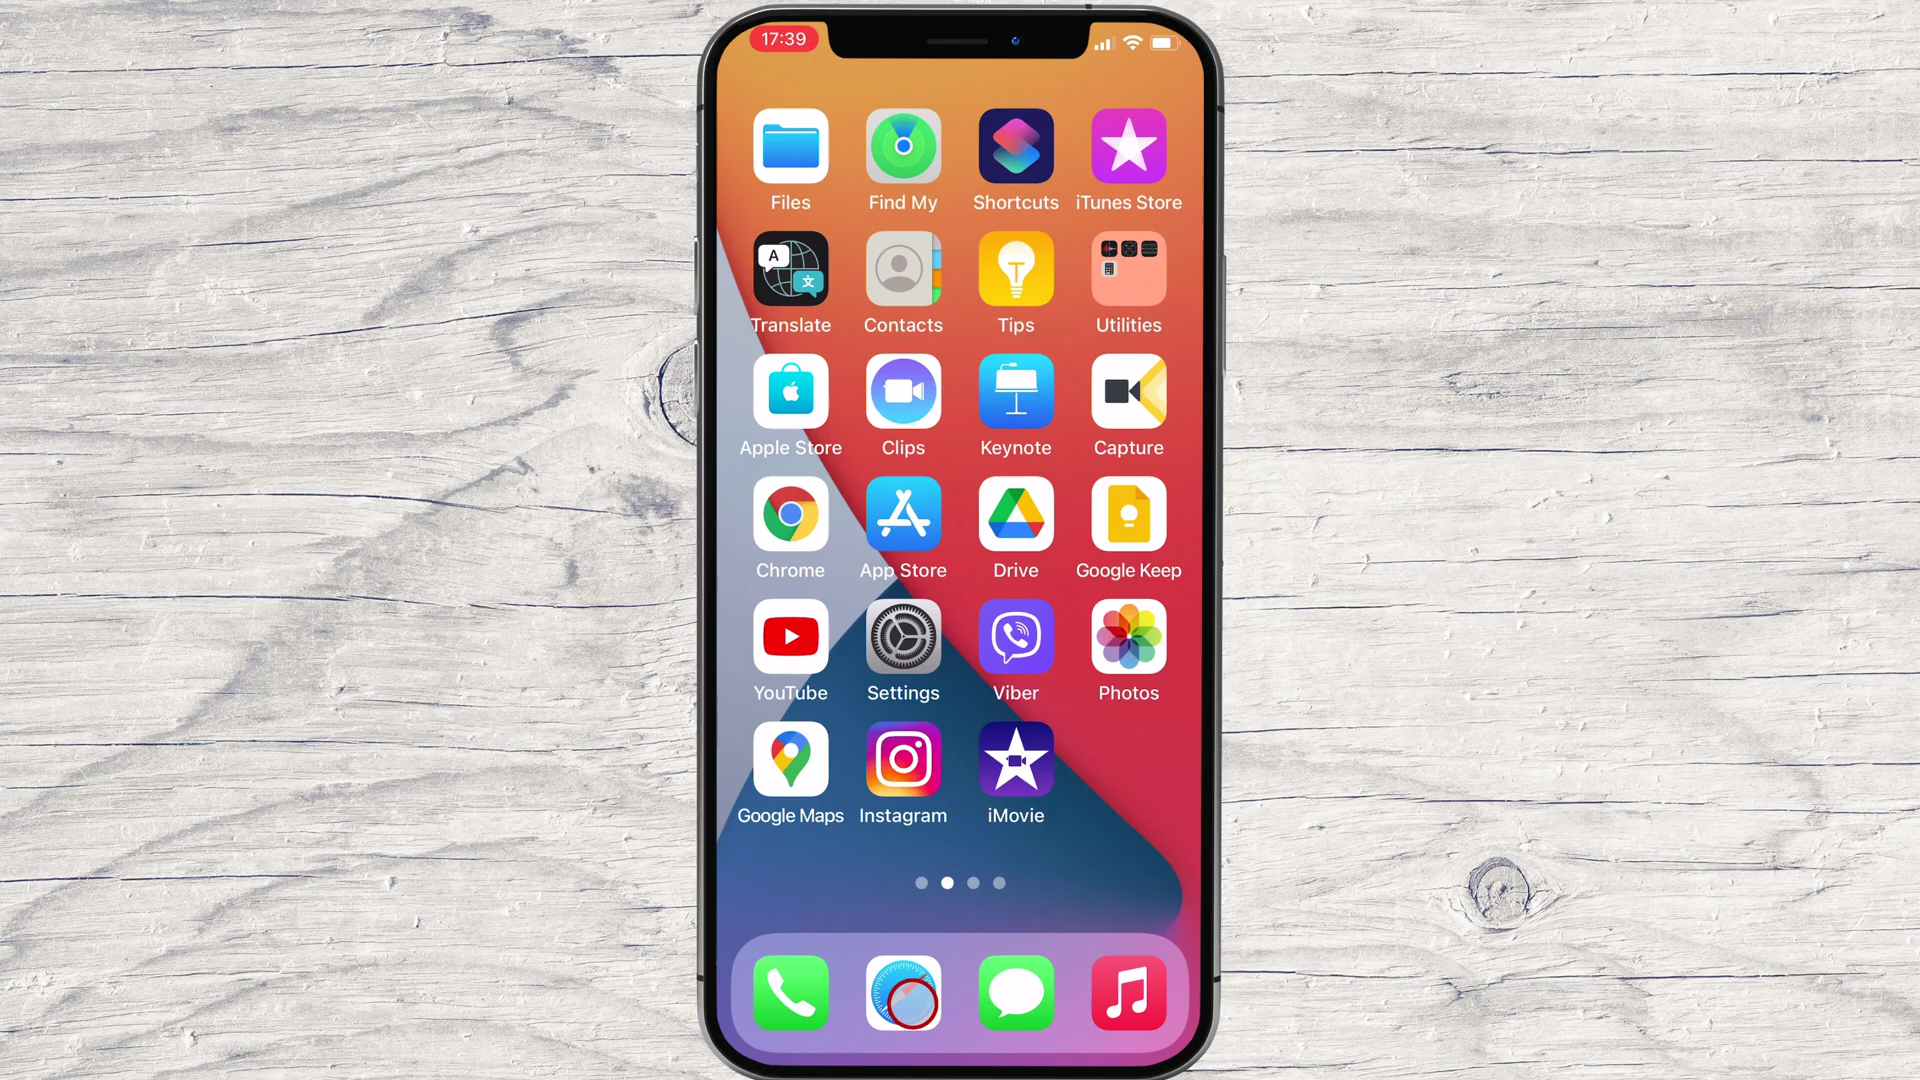 17:39
Files Find My Shortcuts iTunes Store
A
文
Translate Contacts Tips Utilities
Apple Store Clips Keynote Capture
Chrome App Store Drive Google Keep
YouTube Settings Viber Photos
Google Maps Instagram iMovie